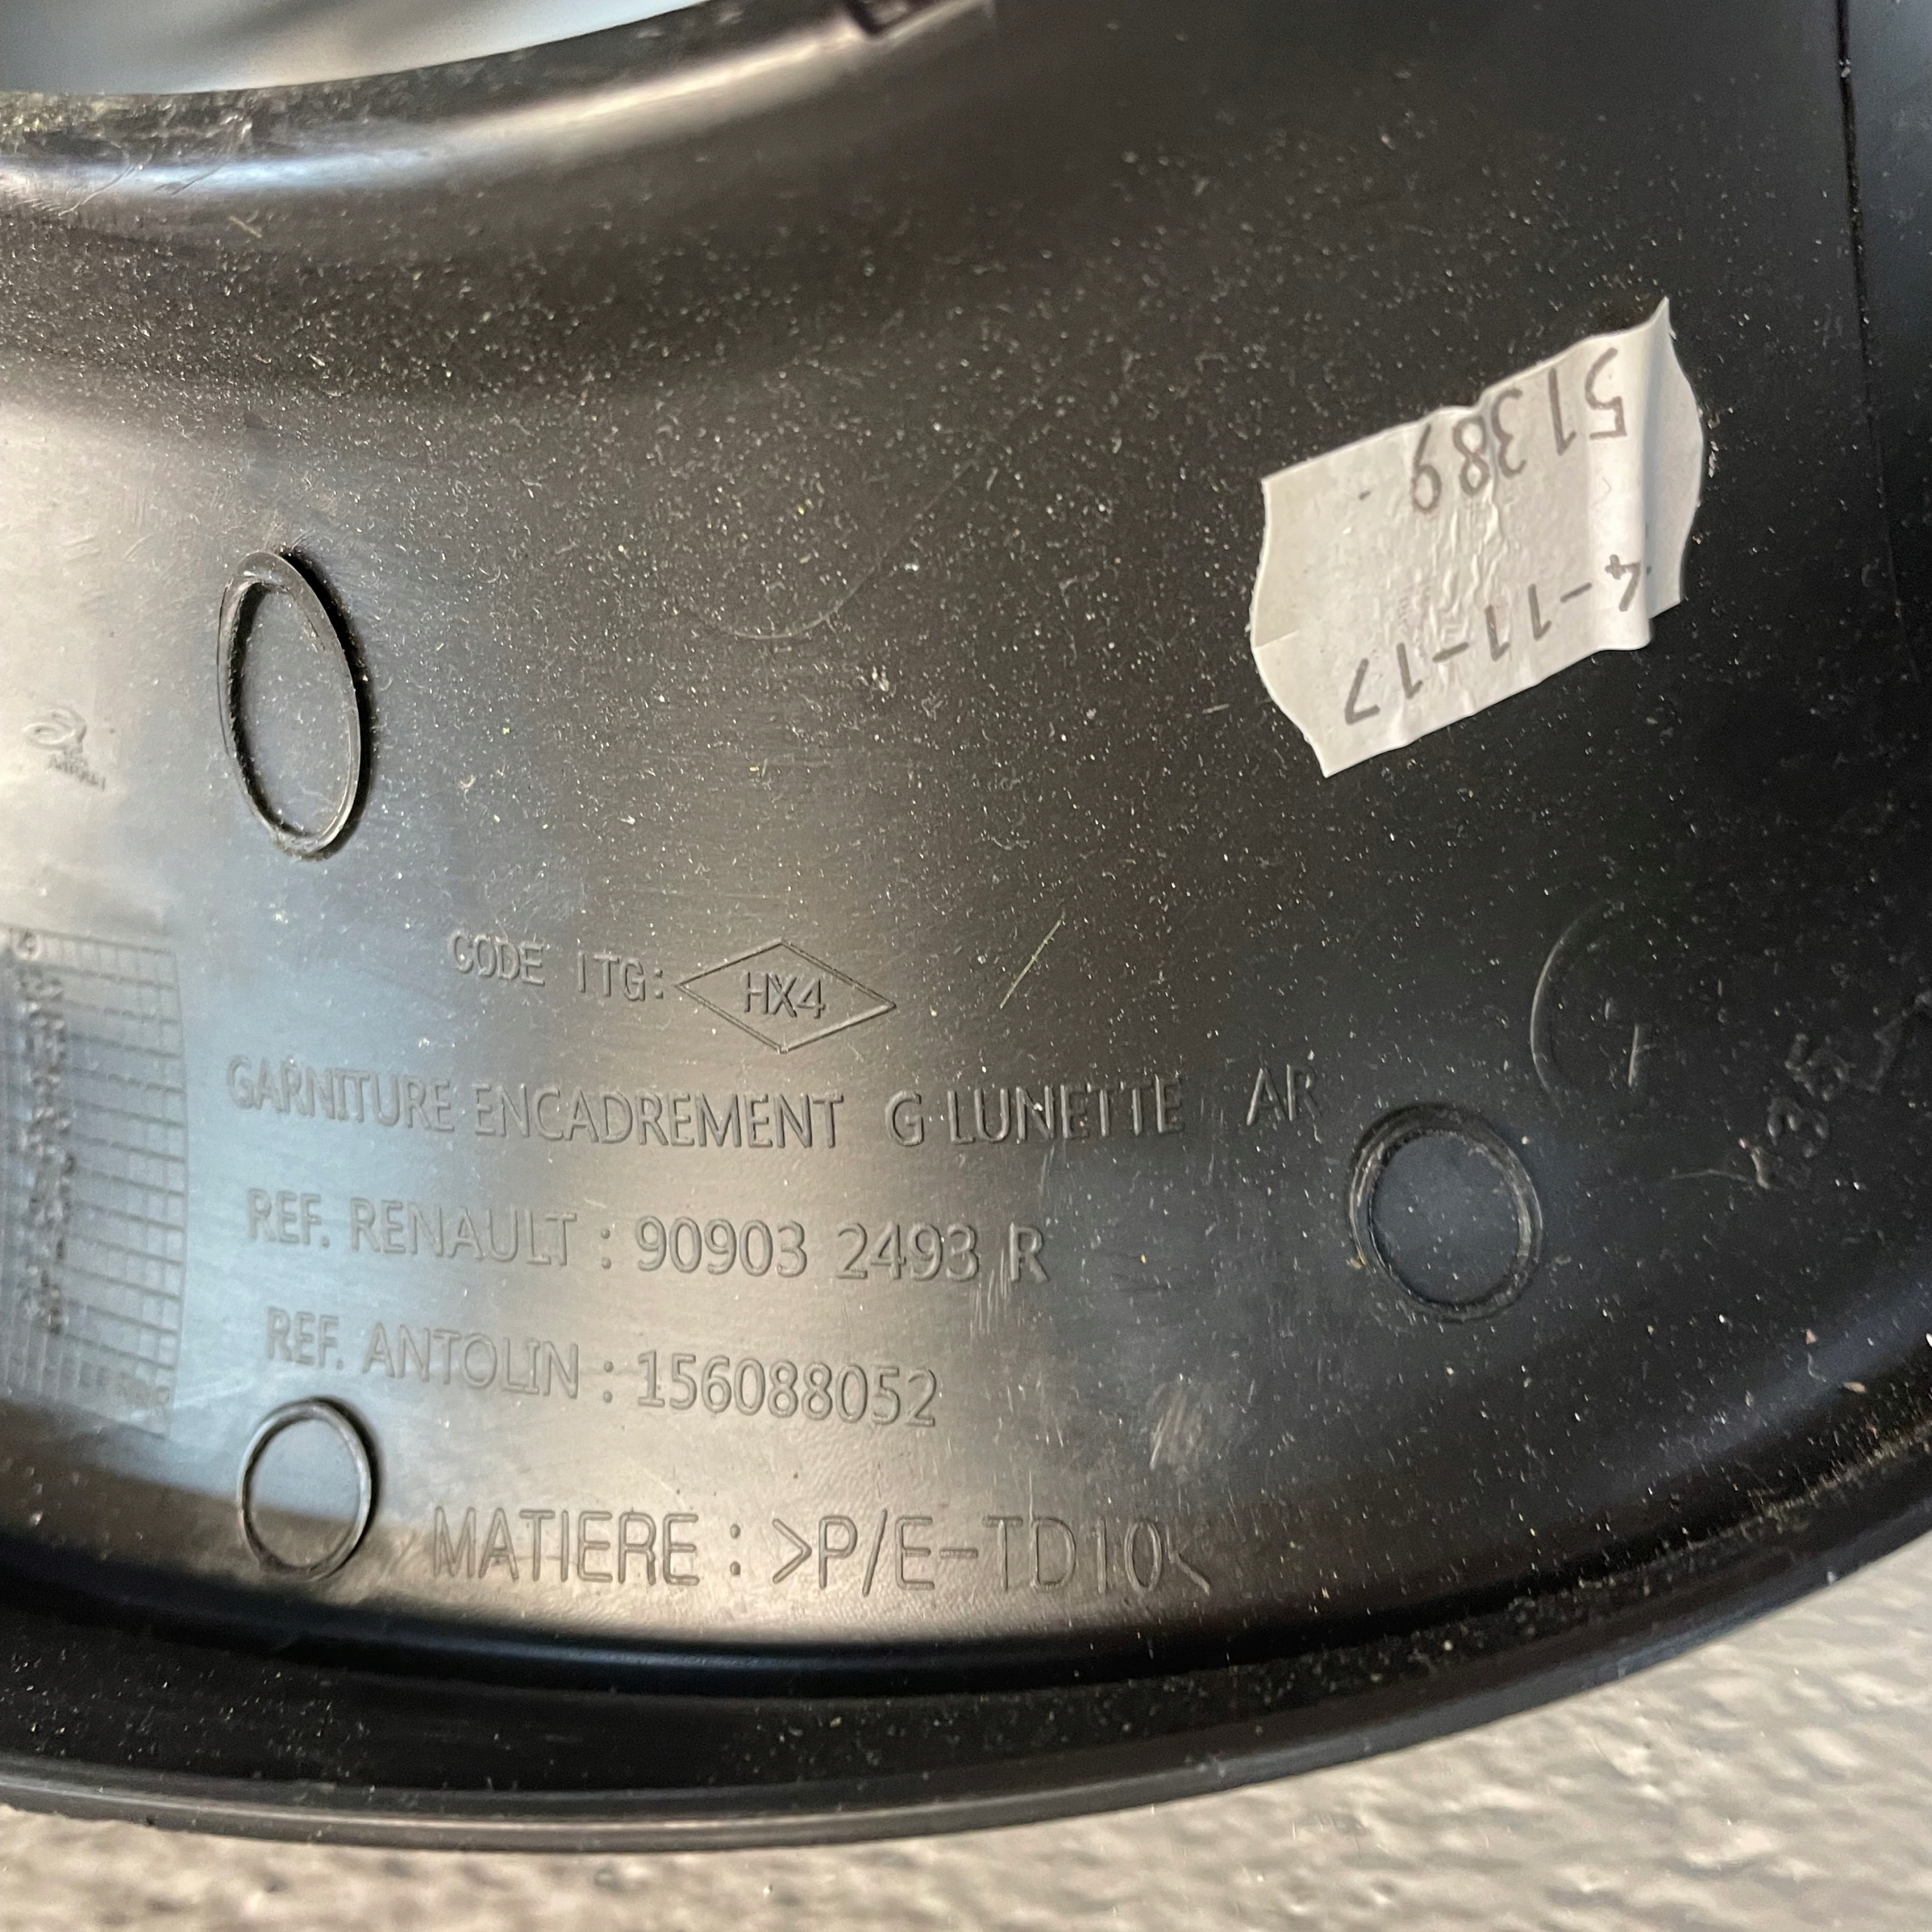 51389
4-11-17
CODE ITG: HX4
GARNITURE ENCADREMENT G LUNETTE AR
REF. RENAULT : 90903 2493 R
REF. ANTOLIN : 156088052
MATIERE : >P/E-TD10<